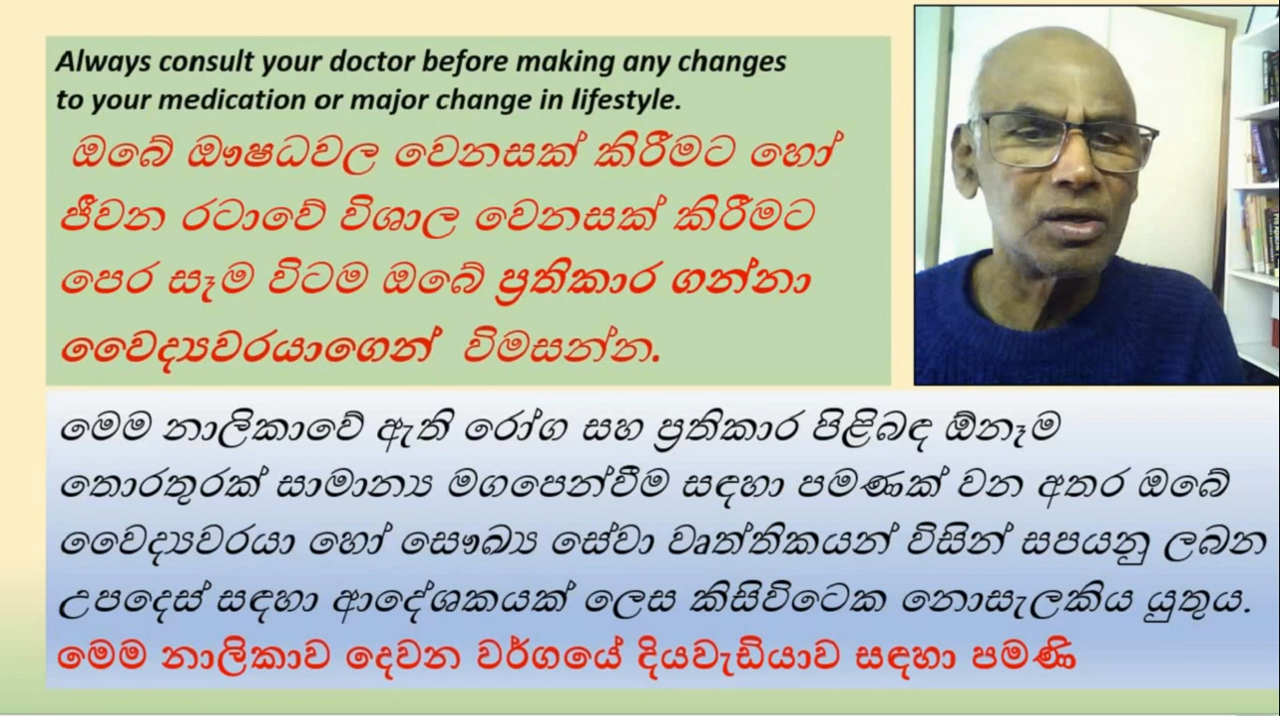 Always consult your doctor before making any changes
to your medication or major change in lifestyle.
ඔබේ ඖෂධවල වෙනසක් කිරීමට හෝ
ජීවන රටාවේ විශාල වෙනසක් කිරීමට
පෙර සෑම විටම ඔබේ ප්‍රතිකාර ගන්නා
වෛද්‍යවරයාගෙන් විමසන්න.
මෙම නාලිකාවේ ඇති රෝග සහ ප්‍රතිකාර පිළිබඳ ඕනෑම
තොරතුරක් සාමාන්‍ය මගපෙන්වීම සඳහා පමණක් වන අතර ඔබේ
වෛද්‍යවරයා හෝ සෞඛ්‍ය සේවා වෘත්තිකයන් විසින් සපයනු ලබන
උපදෙස් සඳහා ආදේශකයක් ලෙස කිසිවිටෙක නොසැලකිය යුතුය.
මෙම නාලිකාව දෙවන වර්ගයේ දියවැඩියාව සඳහා පමණි